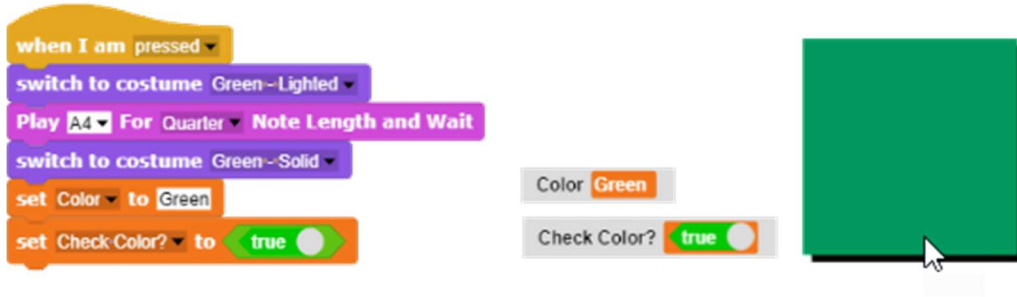 when I am pressed
switch to costume Green - Lighted
Play A4 For Quarter Note Length and Wait
switch to costume Green - Solid
set Color to Green
set Check Color? to true
Color Green
Check Color? true